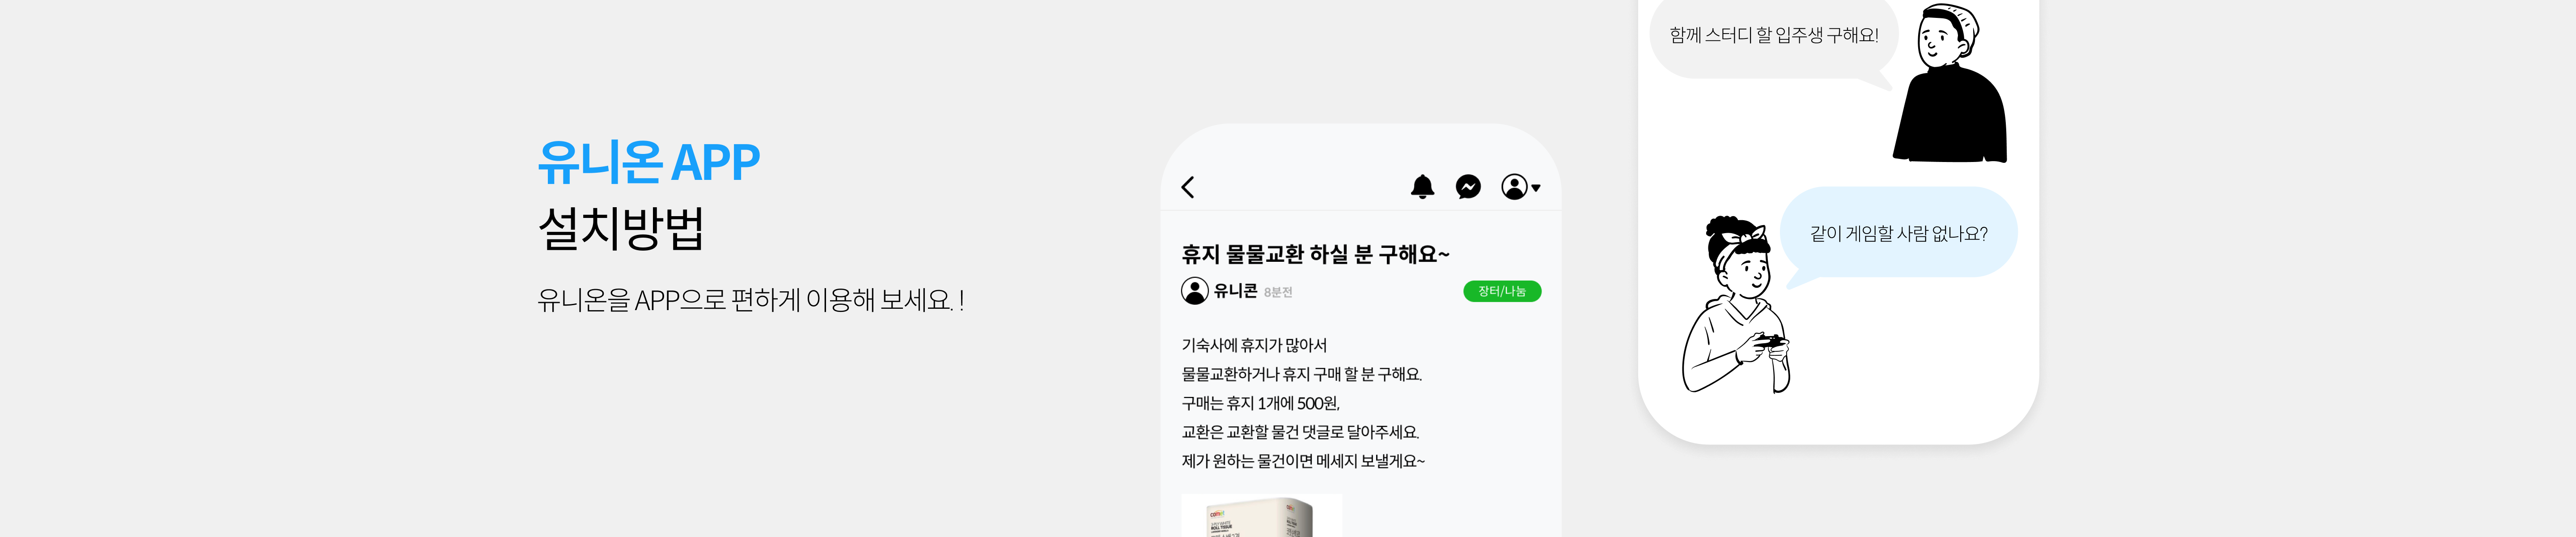 유니온 APP
설치방법
유니온을 APP으로 편하게 이용해 보세요. !
휴지 물물교환 하실 분 구해요~
유니콘 8분전
장터/나눔
기숙사에 휴지가 많아서
물물교환하거나 휴지 구매 할 분 구해요.
구매는 휴지 1개에 500원,
교환은 교환할 물건 댓글로 달아주세요.
제가 원하는 물건이면 메세지 보낼게요~
ROLL TISSUE
함께 스터디 할 입주생 구해요!
같이 게임할 사람 없나요?